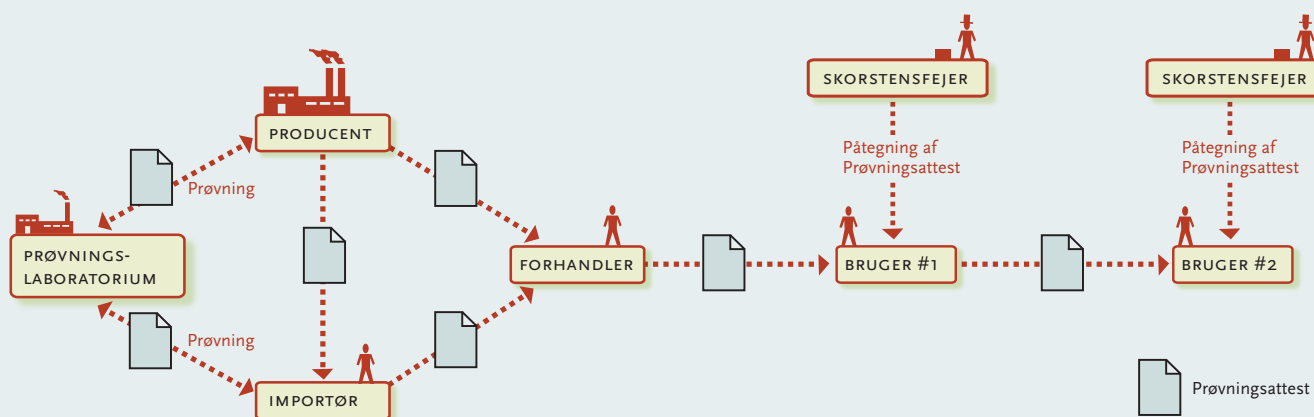 SKORSTENSFEJER
SKORSTENSFEJER
PRODUCENT
Påtegning af
Prøvningsattest
Påtegning af
Prøvningsattest
Prøvning
PRØVNINGS-
LABORATORIUM
FORHANDLER
BRUGER #1
BRUGER #2
Prøvning
IMPORTØR
Prøvningsattest